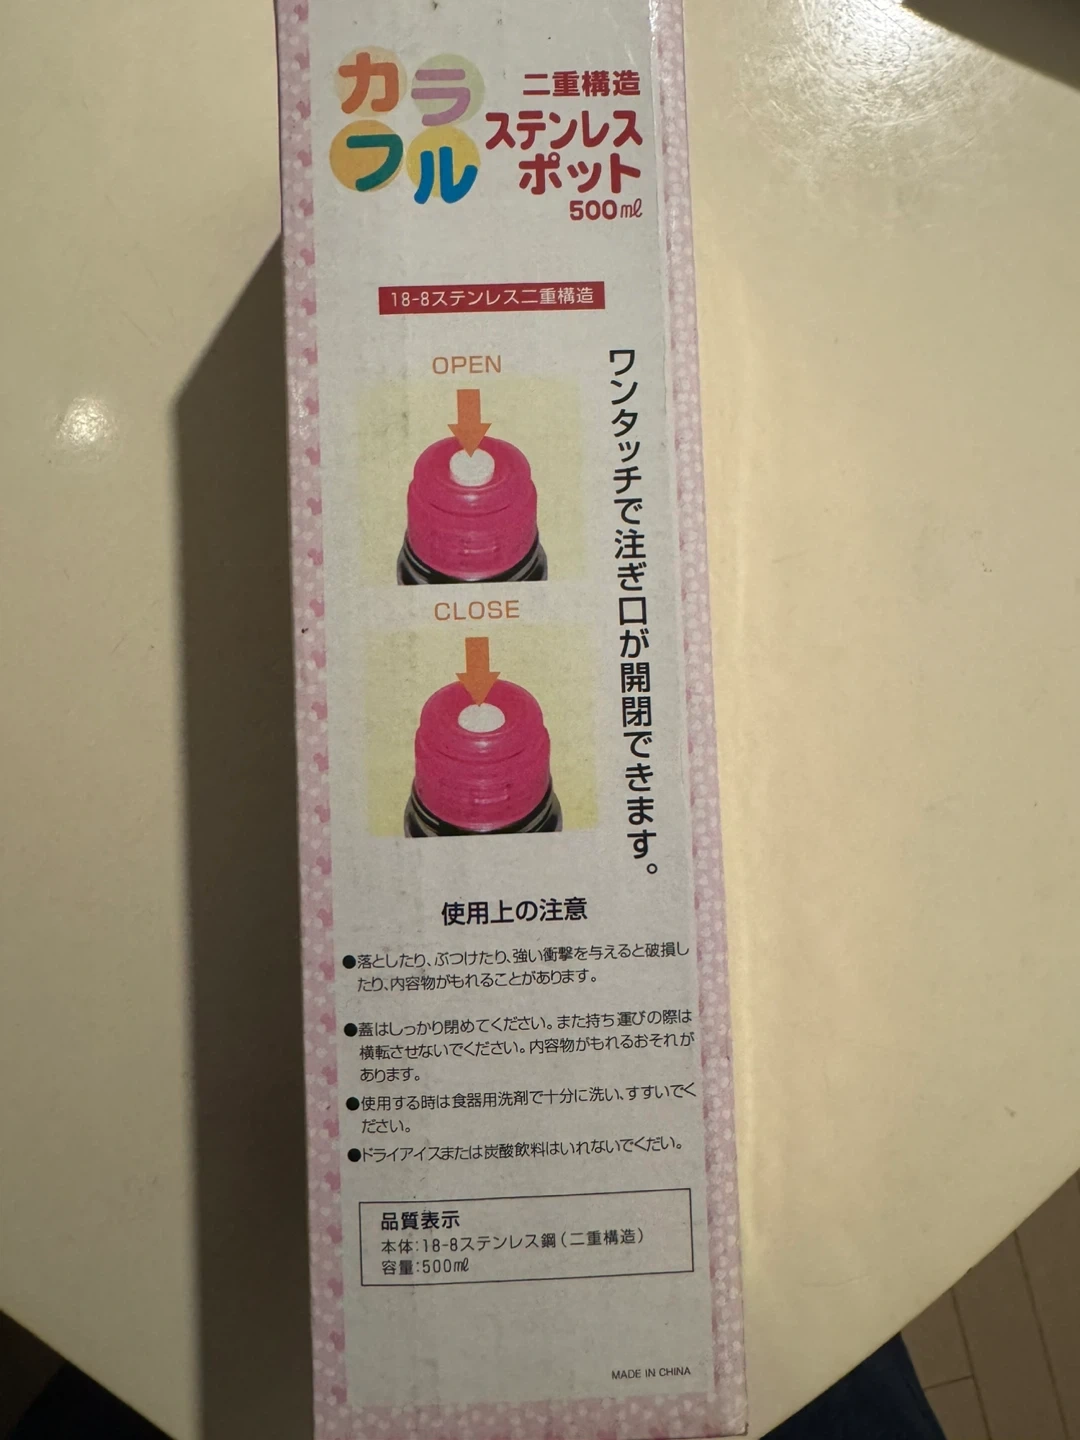 カラフル
二重構造
ステンレス
ポット
500㎖
18-8ステンレス二重構造
OPEN
CLOSE
ワンタッチで注ぎ口が開閉できます。
使用上の注意
●落としたり、ぶつけたり、強い衝撃を与えると破損し
たり、内容物がもれることがあります。
●蓋はしっかり閉めてください。また持ち運びの際は
横転させないでください。内容物がもれるおそれが
あります。
●使用する時は食器用洗剤で十分に洗い、すすいでく
ださい。
●ドライアイスまたは炭酸飲料はいれないでくだい。
品質表示
本体:18-8ステンレス鋼(二重構造)
容量:500㎖
MADE IN CHINA